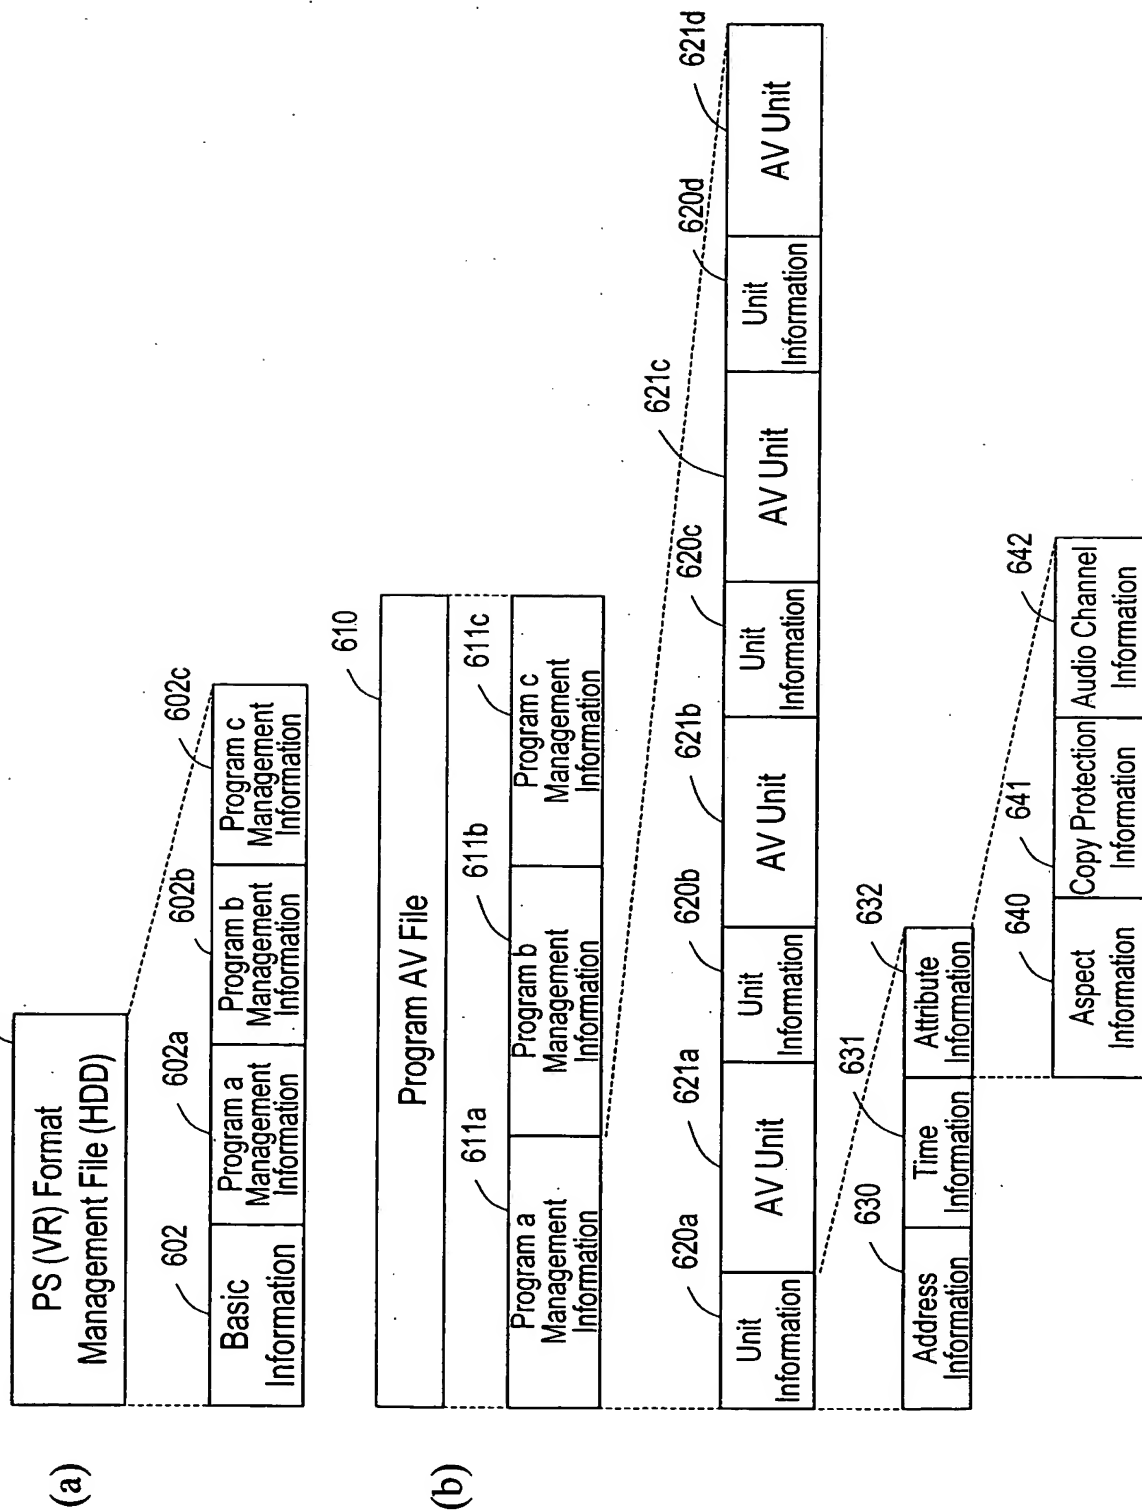 (a)
PS (VR) Format
Management File (HDD)
602
602a
602b
602c
Basic
Information
Program a
Management
Information
Program b
Management
Information
Program c
Management
Information
(b)
610
Program AV File
611a
611b
611c
Program a
Management
Information
Program b
Management
Information
Program c
Management
Information
620a
621a
620b
621b
620c
621c
620d
621d
Unit
Information
AV Unit
Unit
Information
AV Unit
Unit
Information
AV Unit
Unit
Information
AV Unit
630
631
632
Address
Information
Time
Information
Attribute
Information
640
641
642
Aspect
Information
Copy Protection
Information
Audio Channel
Information